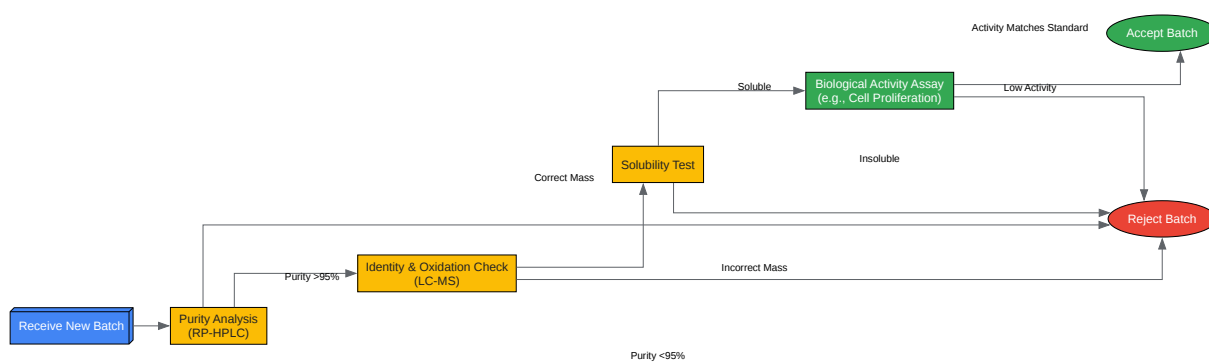 Activity Matches Standard
Accept Batch
Soluble
Biological Activity Assay
(e.g., Cell Proliferation)
Low Activity
Solubility Test
Insoluble
Correct Mass
Reject Batch
Identity & Oxidation Check
(LC-MS)
Incorrect Mass
Purity >95%
Receive New Batch
Purity Analysis
(RP-HPLC)
Purity <95%